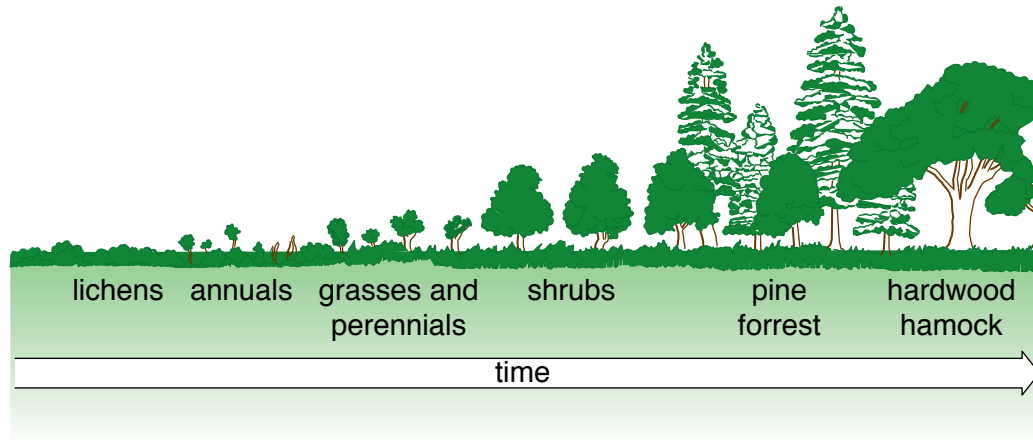 lichens
annuals
grasses and
perennials
shrubs
pine
forrest
hardwood
hamock
time